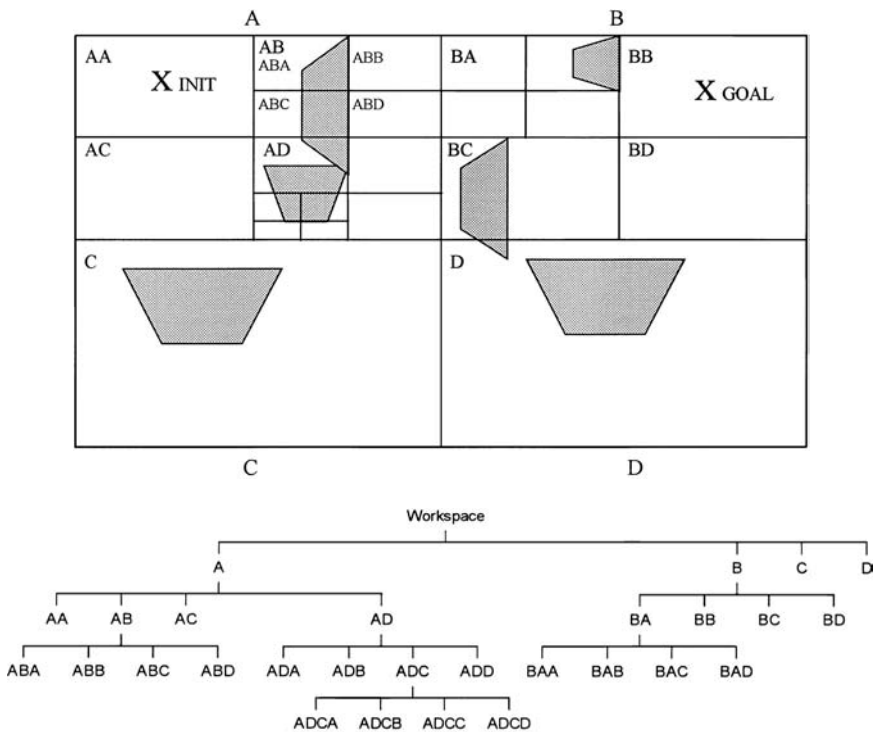 A B
AA AB BA BB
ABA ABB
X INIT X GOAL
ABC ABD
AC AD BC BD
C D
C D
Workspace
A B C D
AA AB AC AD BA BB BC BD
ABA ABB ABC ABD ADA ADB ADC ADD BAA BAB BAC BAD
ADCA ADCB ADCC ADCD